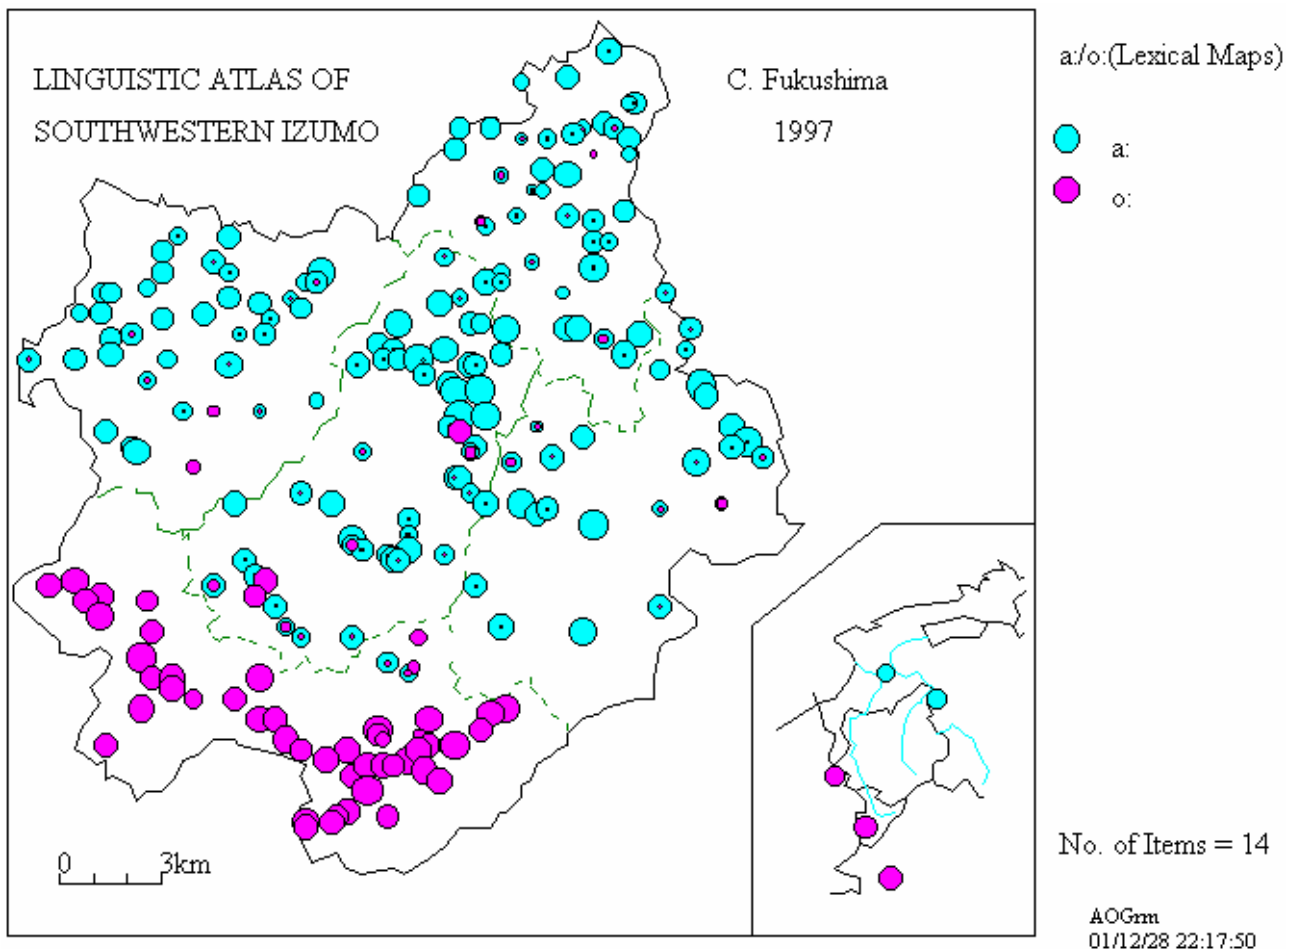 LINGUISTIC ATLAS OF
SOUTHWESTERN IZUMO
C. Fukushima
1997
a:/o:(Lexical Maps)
a:
o:
0 3km
No. of Items = 14
AOGrm
01/12/28 22:17:50